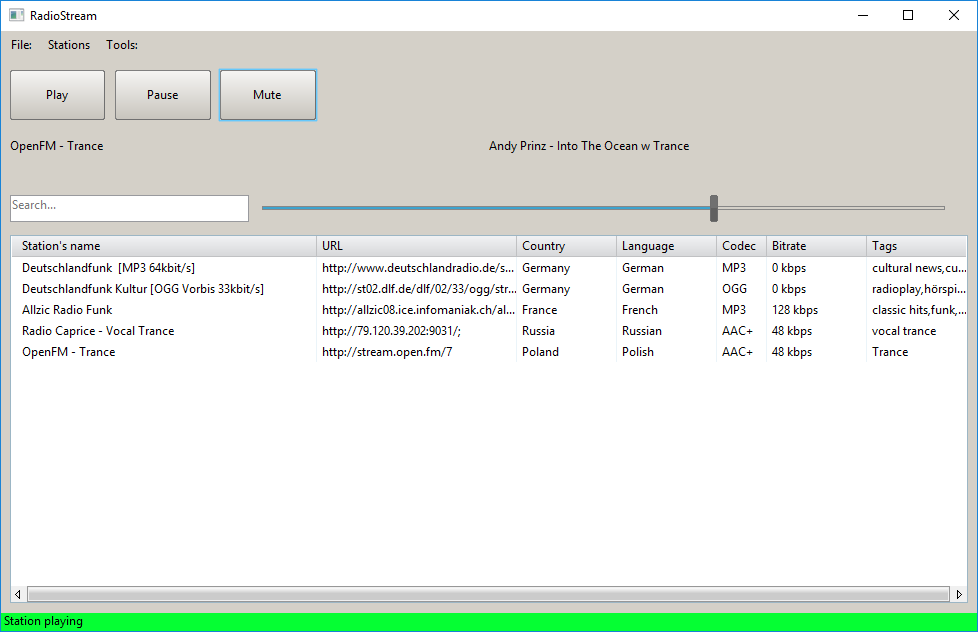 RadioStream
File: Stations Tools:
Play Pause Mute
OpenFM - Trance Andy Prinz - Into The Ocean w Trance
Search...
Station's name URL Country Language Codec Bitrate Tags
Deutschlandfunk [MP3 64kbit/s] http://www.deutschlandradio.de/s... Germany German MP3 0 kbps cultural news,cu...
Deutschlandfunk Kultur [OGG Vorbis 33kbit/s] http://st02.dlf.de/dlf/02/33/ogg/str... Germany German OGG 0 kbps radioplay,hörspi...
Allzic Radio Funk http://allzic08.ice.infomaniak.ch/al... France French MP3 128 kbps classic hits,funk,...
Radio Caprice - Vocal Trance http://79.120.39.202:9031/; Russia Russian AAC+ 48 kbps vocal trance
OpenFM - Trance http://stream.open.fm/7 Poland Polish AAC+ 48 kbps Trance
Station playing